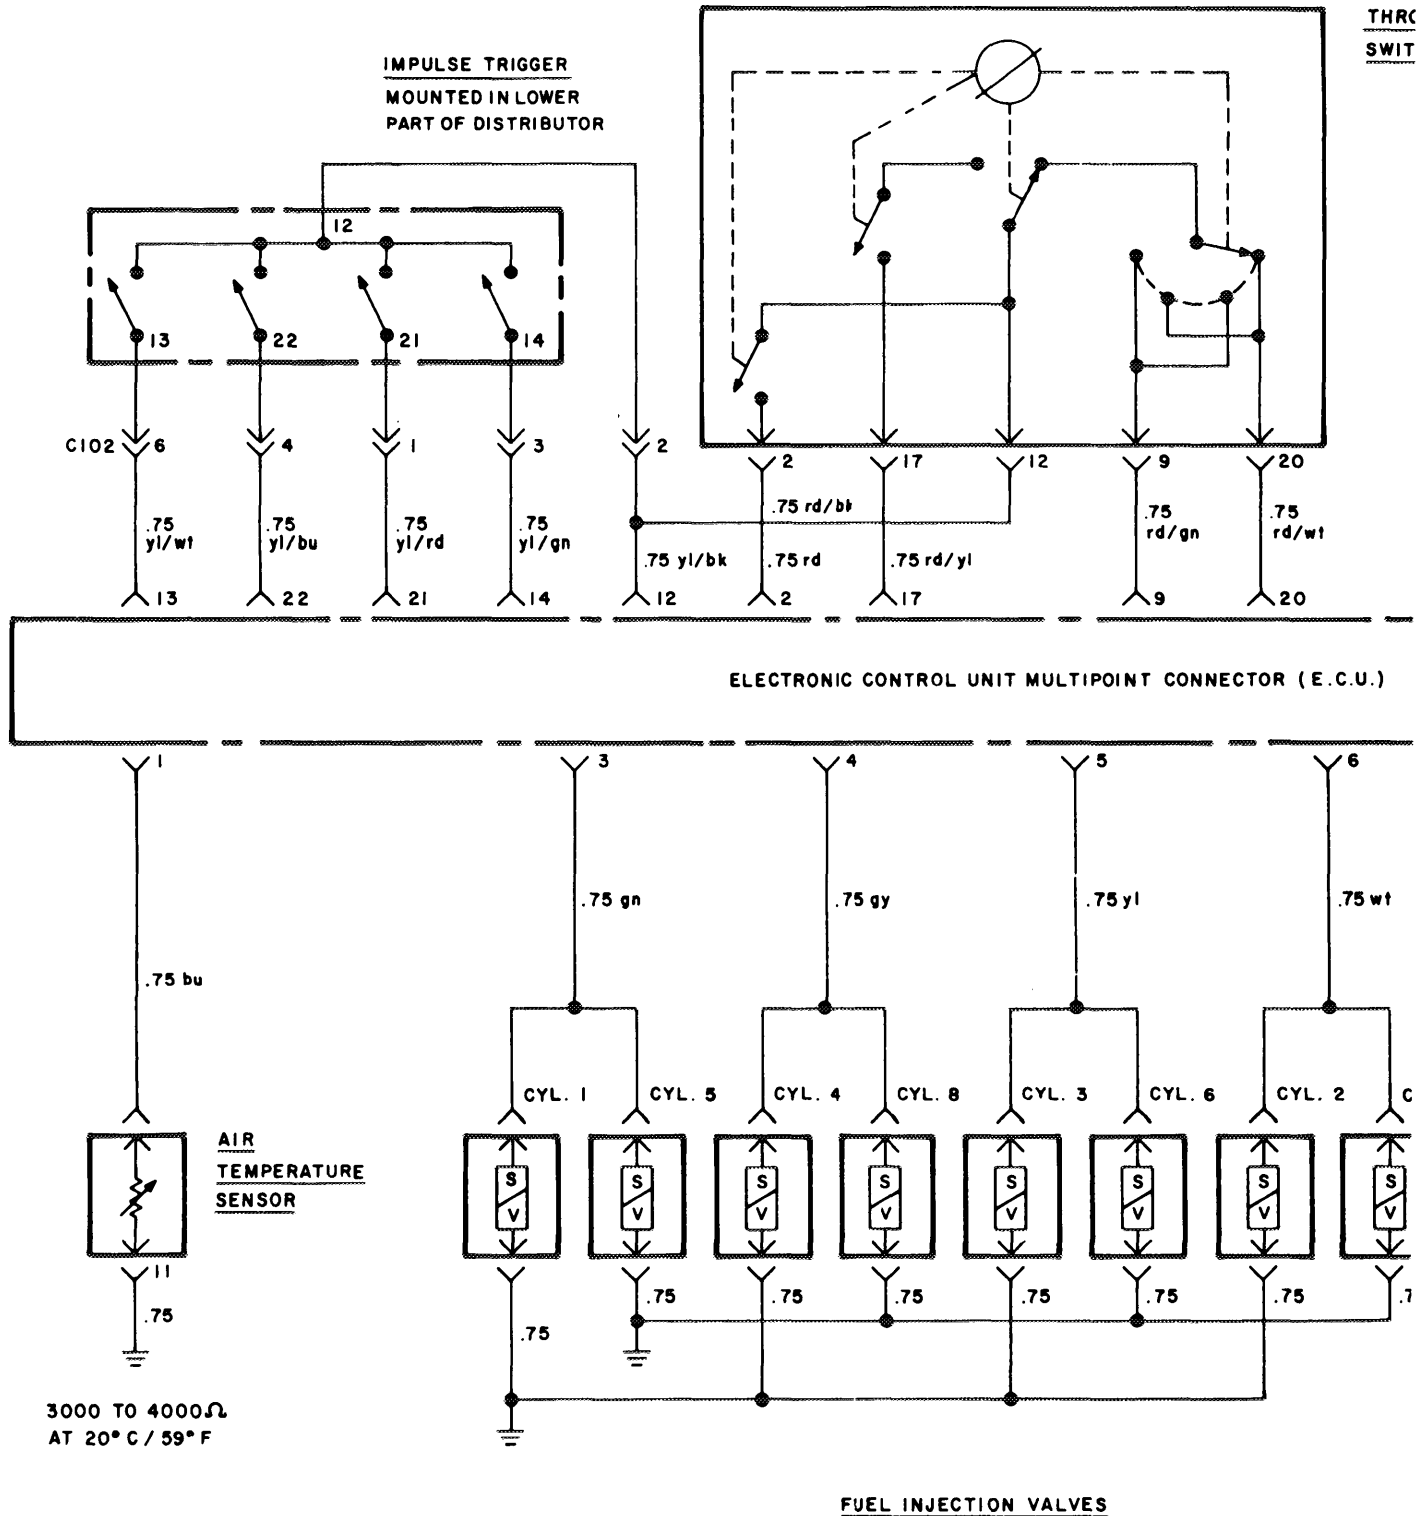 THRO
SWIT
IMPULSE TRIGGER
MOUNTED IN LOWER
PART OF DISTRIBUTOR
12
13 22 21 14
C102 6 4 1 3 2
2 17 12 9 20
.75 rd/bk
.75 yl/wt
.75 yl/bu
.75 yl/rd
.75 yl/gn
.75 yl/bk
.75 rd
.75 rd/yl
.75 rd/gn
.75 rd/wt
13 22 21 14 12 2 17 9 20
ELECTRONIC CONTROL UNIT MULTIPOINT CONNECTOR (E.C.U.)
1 3 4 5 6
.75 gn .75 gy .75 yl .75 wt
.75 bu
CYL. 1 CYL. 5 CYL. 4 CYL. 8 CYL. 3 CYL. 6 CYL. 2 C
AIR
TEMPERATURE
SENSOR
S S S S S S S S
V V V V V V V V
11
.75 .75 .75 .75 .75 .75 .75 .7
.75
3000 TO 4000Ω
AT 20° C / 59° F
FUEL INJECTION VALVES